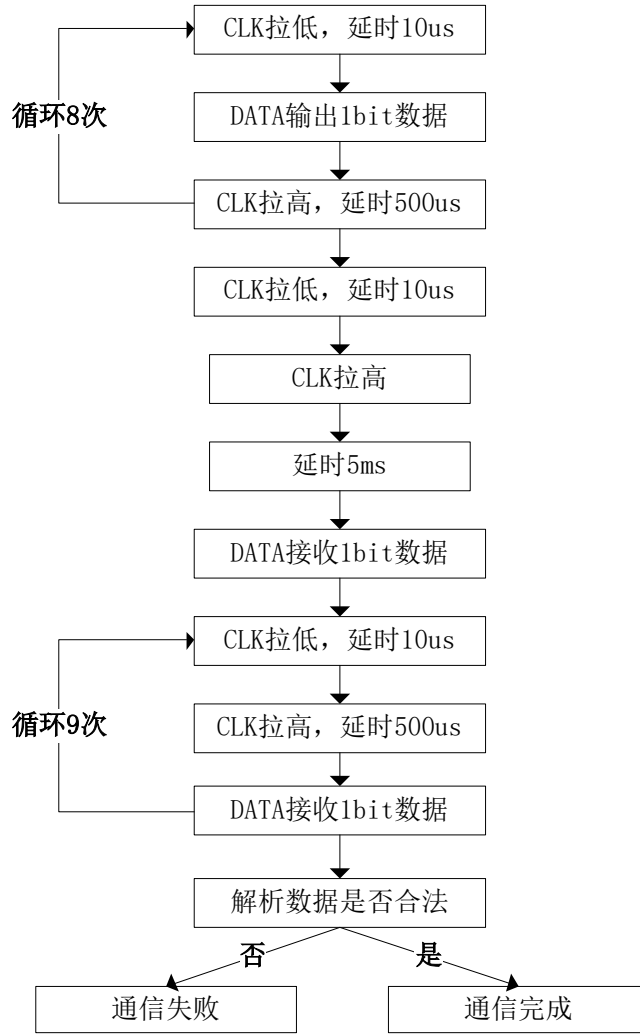 CLK拉低，延时10us
循环8次
DATA输出1bit数据
CLK拉高，延时500us
CLK拉低，延时10us
CLK拉高
延时5ms
DATA接收1bit数据
CLK拉低，延时10us
循环9次
CLK拉高，延时500us
DATA接收1bit数据
解析数据是否合法
否
是
通信失败
通信完成